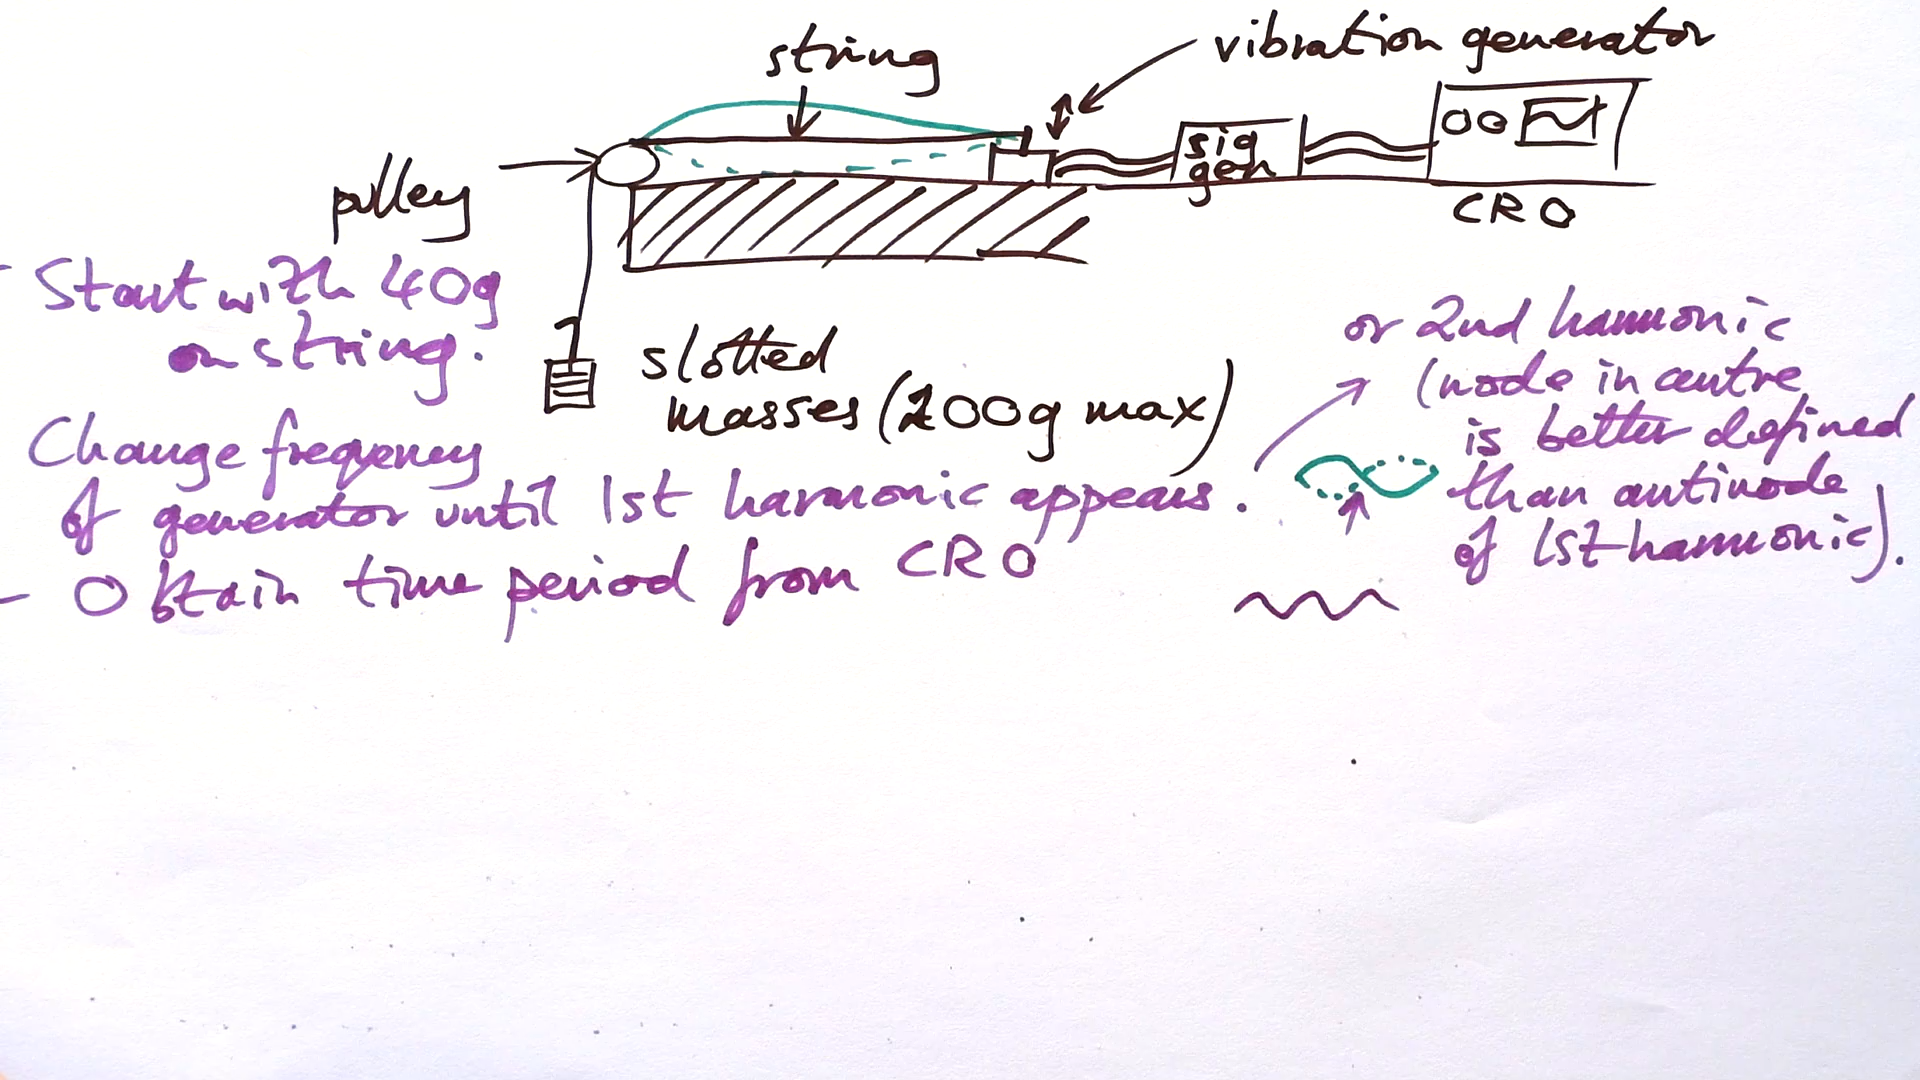 string
vibration generator
pulley
sig
gen
CRO
- Start with 40g
on string.
slotted
masses (200g max)
Change frequency
of generator until 1st harmonic appears.
- Obtain time period from CRO
or 2nd harmonic
(node in centre
is better defined
than antinode
of 1st harmonic).